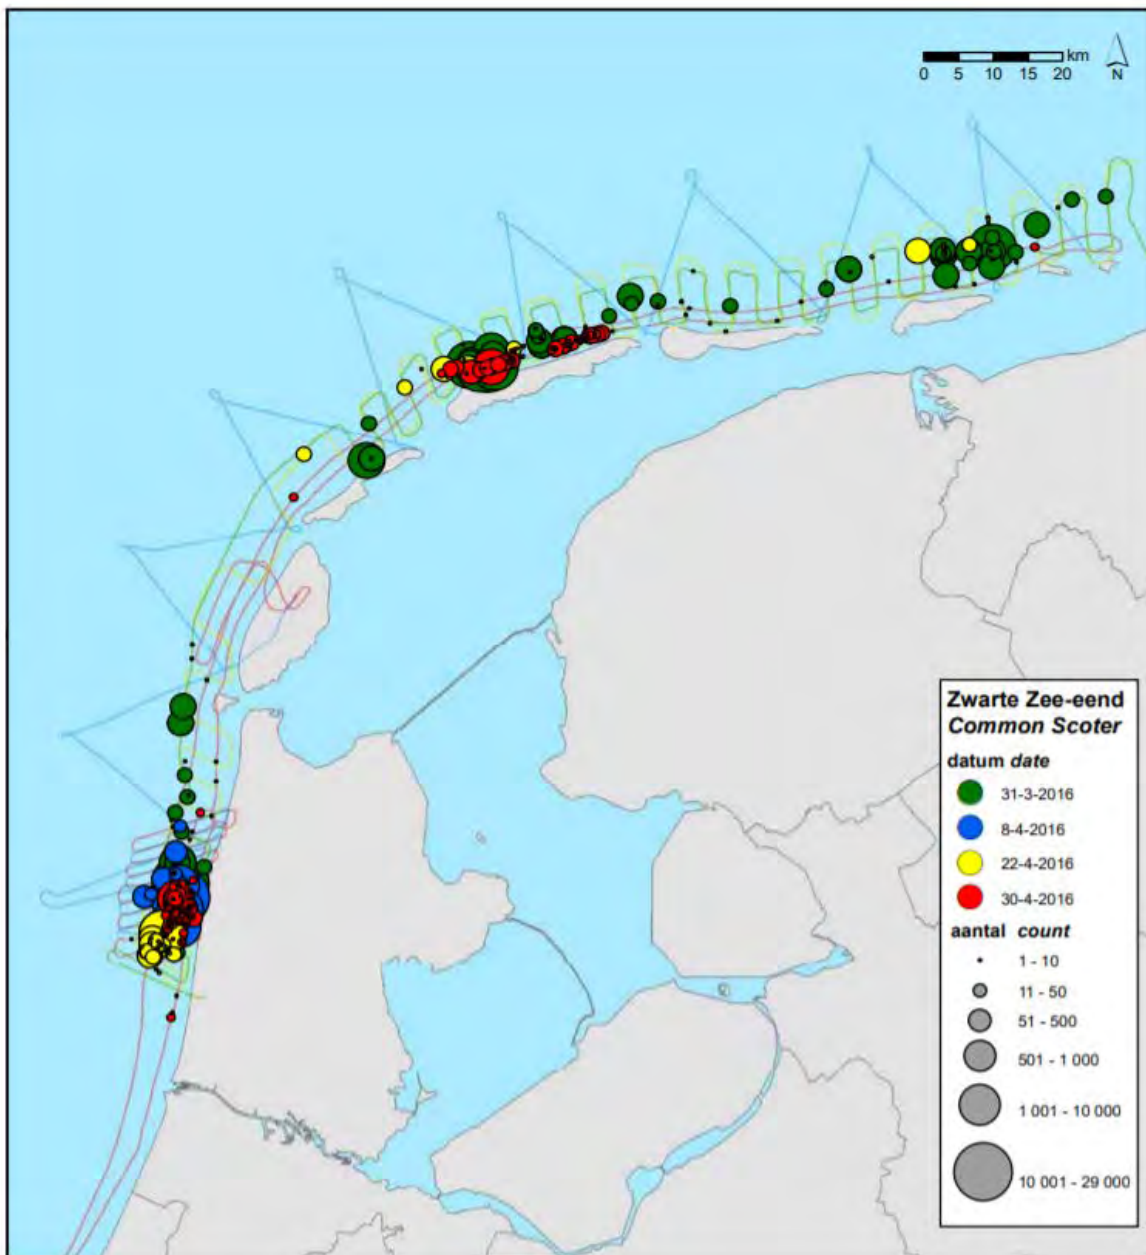 km
0 5 10 15 20
N
Zwarte Zee-eend
Common Scoter
datum date
31-3-2016
8-4-2016
22-4-2016
30-4-2016
aantal count
1 - 10
11 - 50
51 - 500
501 - 1 000
1 001 - 10 000
10 001 - 29 000